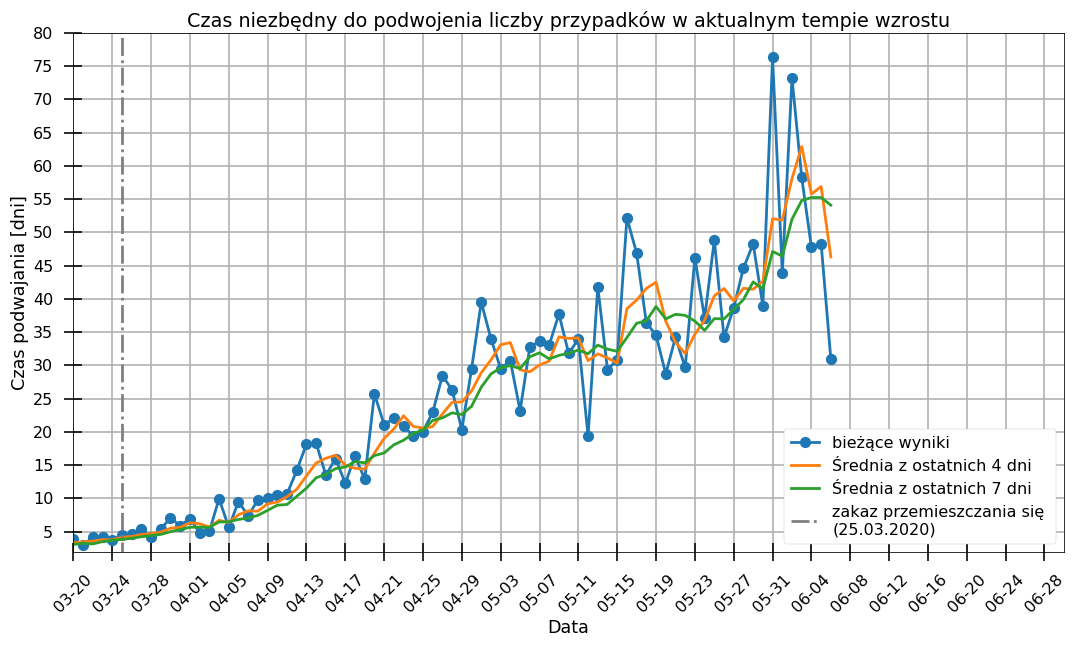 Czas niezbędny do podwojenia liczby przypadków w aktualnym tempie wzrostu
80
75
70
65
60
55
50
45
40
35
30
25
20
15
10
5
Czas podwajania [dni]
bieżące wyniki
Średnia z ostatnich 4 dni
Średnia z ostatnich 7 dni
zakaz przemieszczania się
(25.03.2020)
03-20 03-24 03-28 04-01 04-05 04-09 04-13 04-17 04-21 04-25 04-29 05-03 05-07 05-11 05-15 05-19 05-23 05-27 05-31 06-04 06-08 06-12 06-16 06-20 06-24 06-28
Data